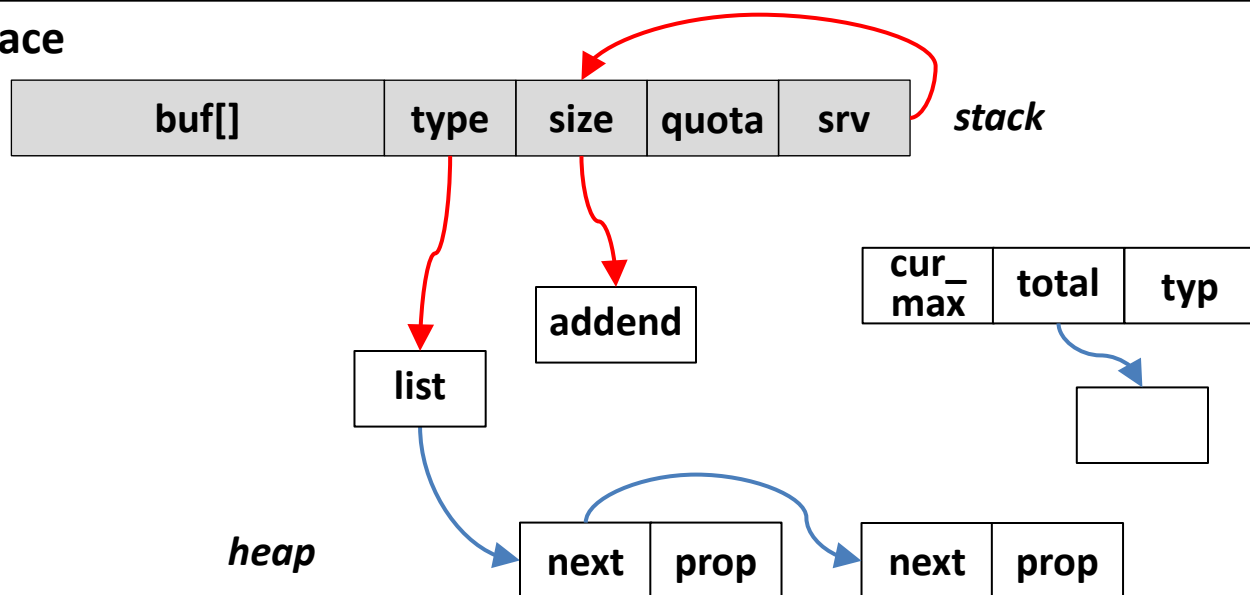 ace
buf[] type size quota srv
stack
cur_
max
total
typ
addend
list
heap
next prop
next prop